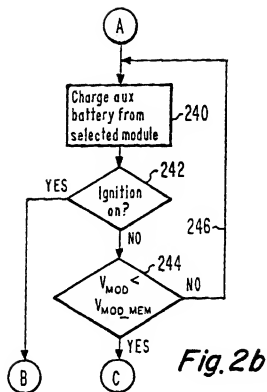 A
Charge aux
battery from
selected module
240
242
YES
Ignition
on?
NO
246
244
V_MOD <
V_MOD_MEM
NO
YES
B
C
Fig. 2b